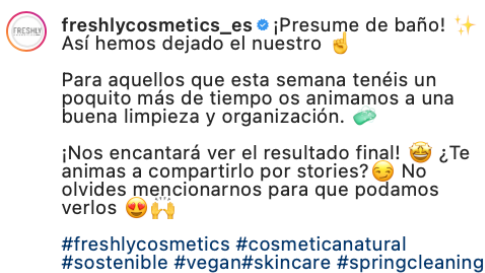 FRESHLY
freshlycosmetics_es ¡Presume de baño! ✨
Así hemos dejado el nuestro ☝️
Para aquellos que esta semana tenéis un
poquito más de tiempo os animamos a una
buena limpieza y organización. 🧼
¡Nos encantará ver el resultado final! 🤩 ¿Te
animas a compartirlo por stories?😏 No
olvides mencionarnos para que podamos
verlos 😍🙌
#freshlycosmetics #cosmeticanatural
#sostenible #vegan#skincare #springcleaning